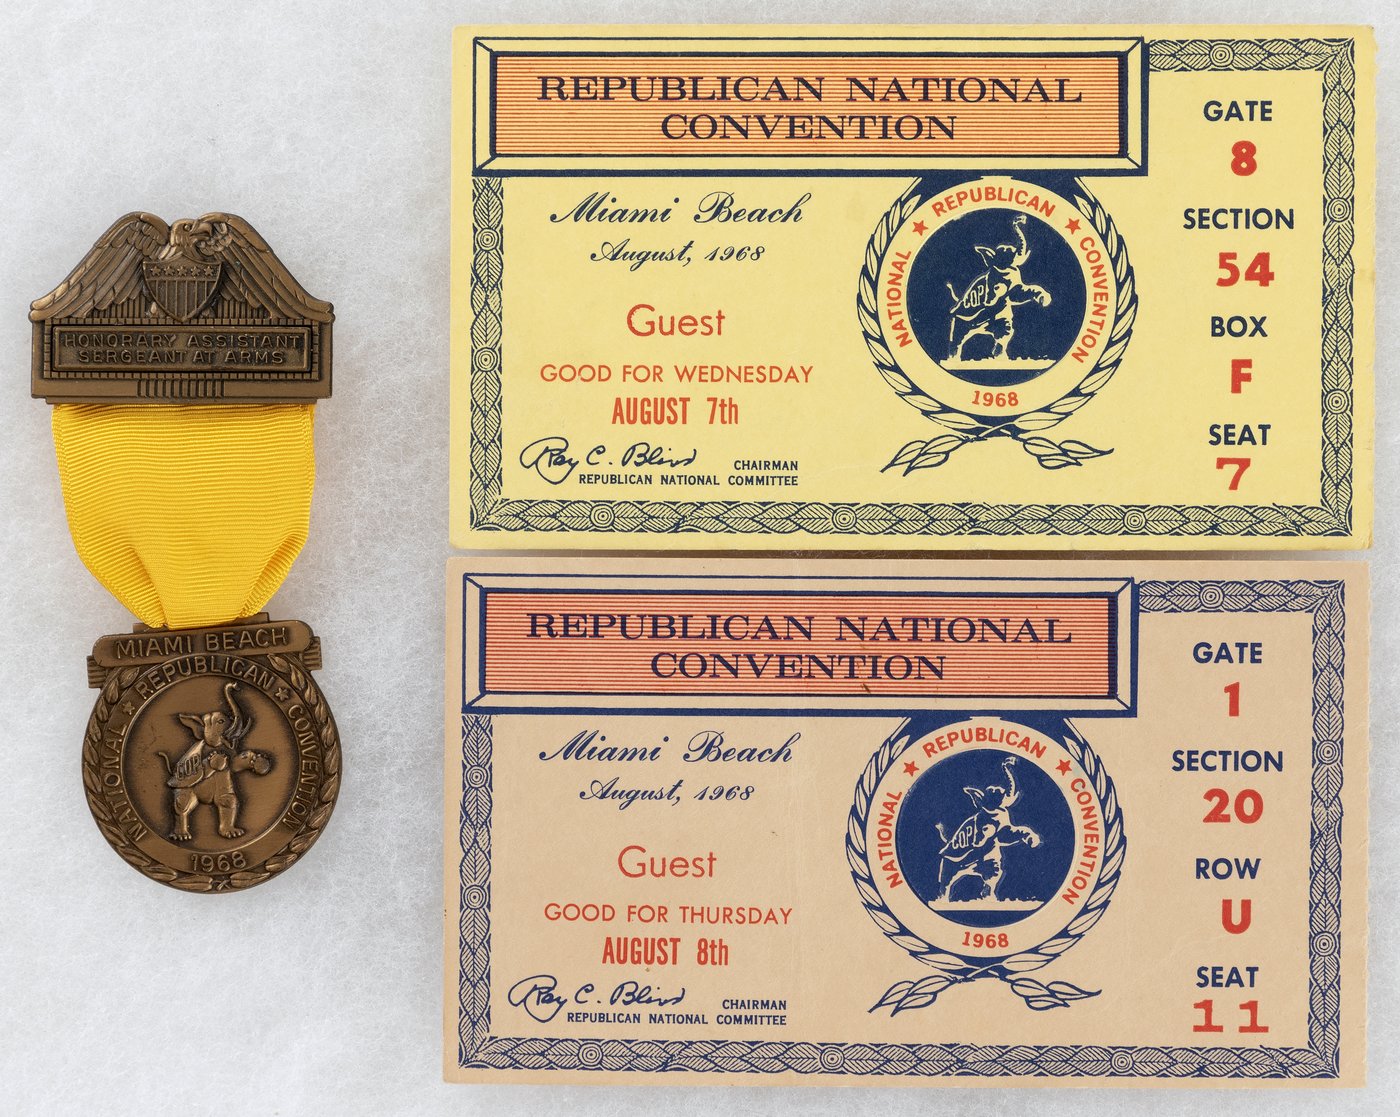 HONORARY ASSISTANT
SERGEANT AT ARMS
MIAMI BEACH
NATIONAL ★ REPUBLICAN ★ CONVENTION
GOP
1968
REPUBLICAN NATIONAL
CONVENTION
Miami Beach
August, 1968
Guest
GOOD FOR WEDNESDAY
AUGUST 7th
Ray C. Bliss
CHAIRMAN
REPUBLICAN NATIONAL COMMITTEE
NATIONAL ★ REPUBLICAN ★ CONVENTION
GOP
1968
GATE
8
SECTION
54
BOX
F
SEAT
7
REPUBLICAN NATIONAL
CONVENTION
Miami Beach
August, 1968
Guest
GOOD FOR THURSDAY
AUGUST 8th
Ray C. Bliss
CHAIRMAN
REPUBLICAN NATIONAL COMMITTEE
NATIONAL ★ REPUBLICAN ★ CONVENTION
GOP
1968
GATE
1
SECTION
20
ROW
U
SEAT
11